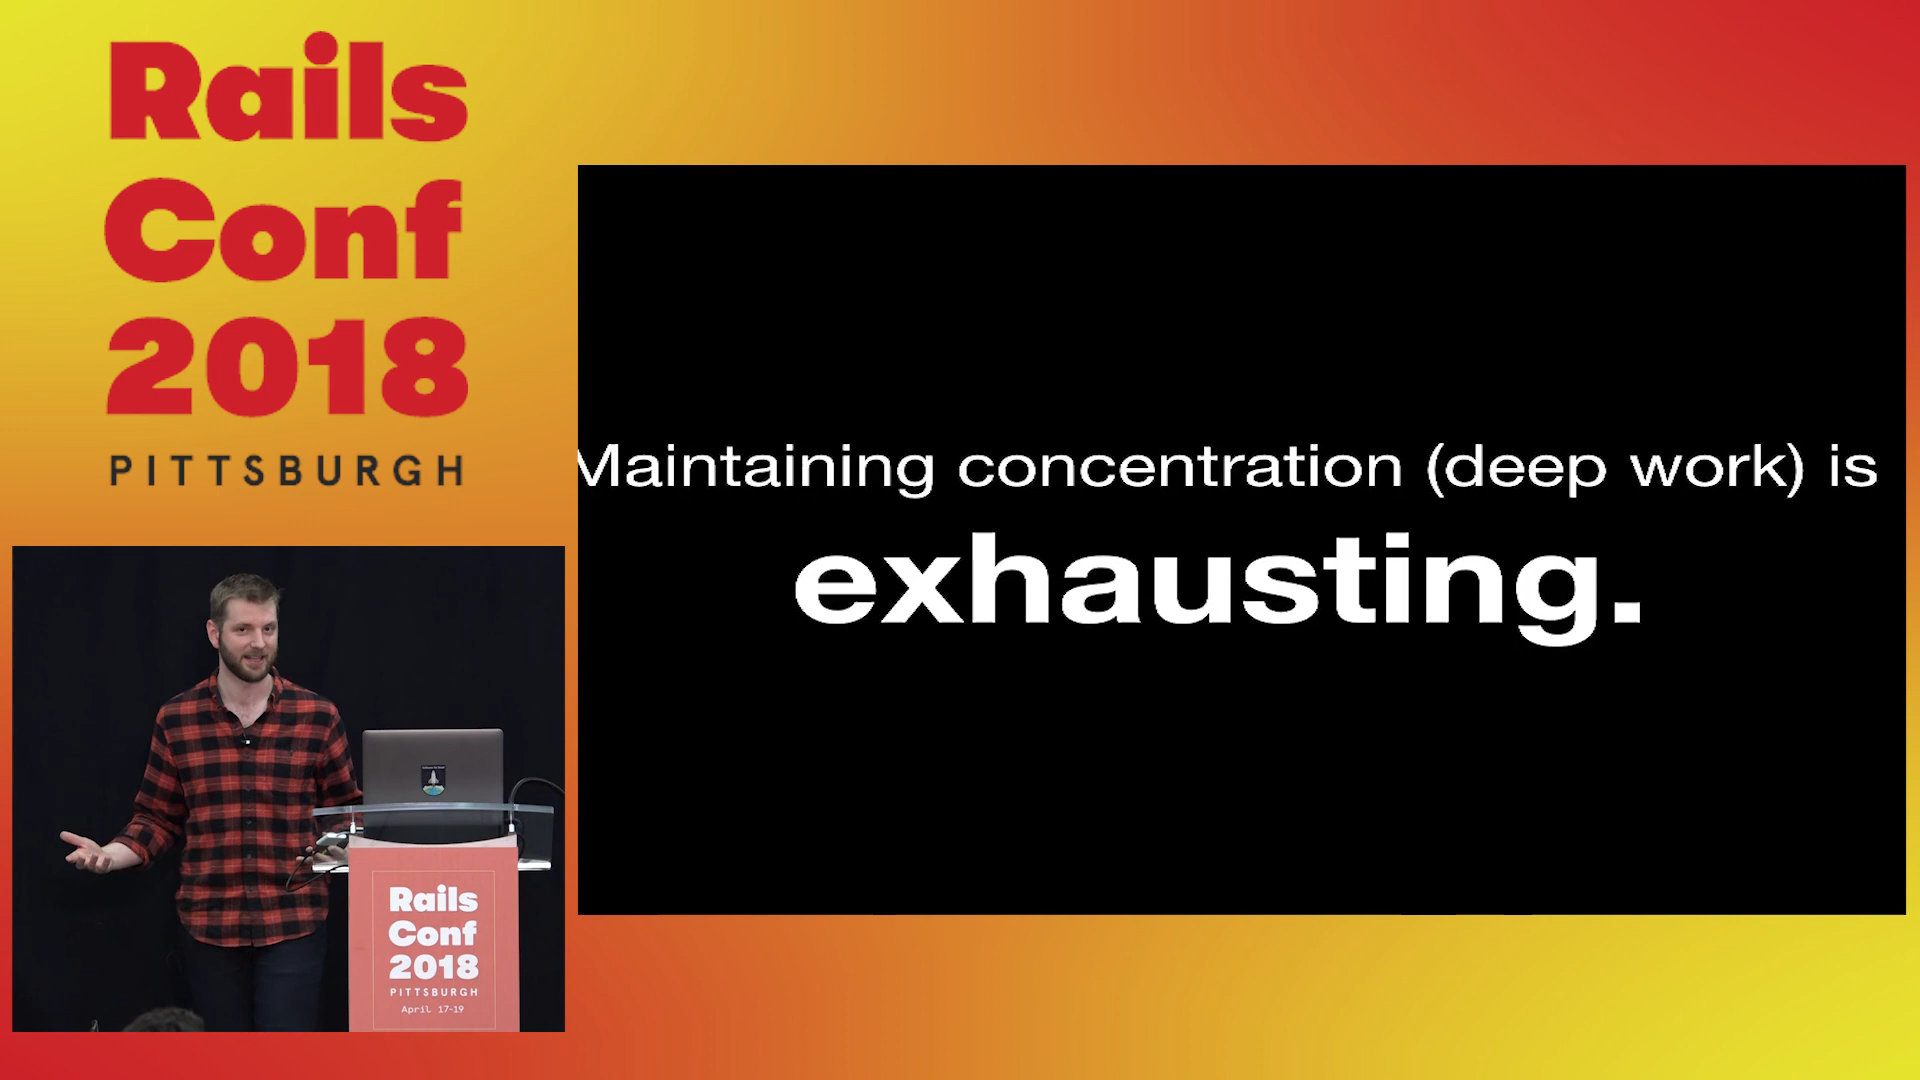 Rails
Conf
2018
PITTSBURGH
Maintaining concentration (deep work) is
exhausting.
Rails
Conf
2018
PITTSBURGH
April 17-19